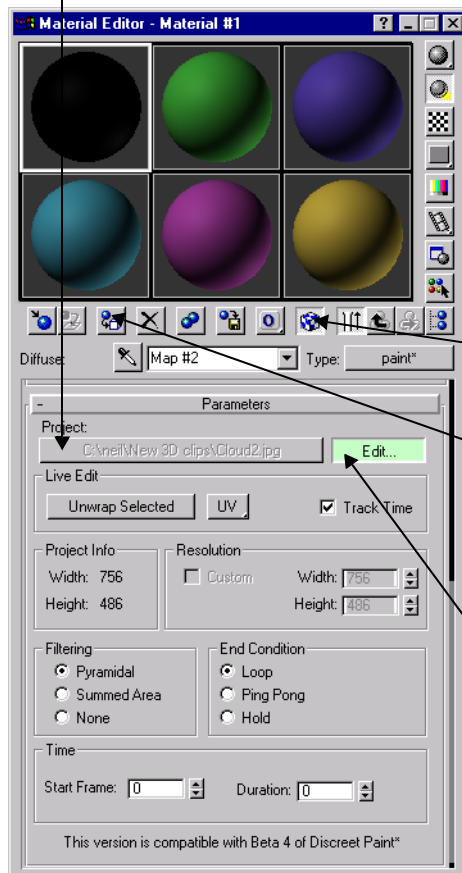 Material Editor - Material #1
Diffuse: Map #2 Type: paint*
- Parameters
Project:
C:\neil\New 3D clips\Cloud2.jpg Edit...
Live Edit
Unwrap Selected UV Track Time
Project Info Resolution
Width: 756 Custom Width: 756
Height: 486 Height: 486
Filtering End Condition
Pyramidal Loop
Summed Area Ping Pong
None Hold
Time
Start Frame: 0 Duration: 0
This version is compatible with Beta 4 of Discreet Paint*